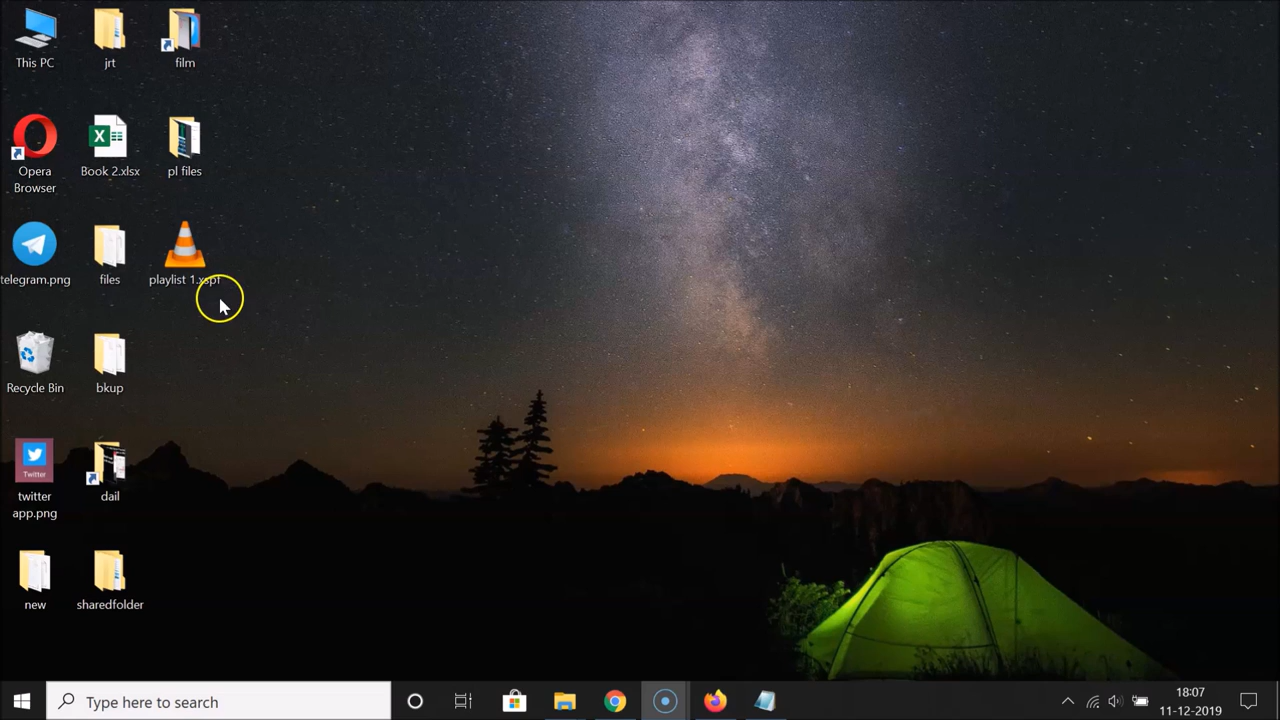 This PC
jrt
film
Opera
Browser
Book 2.xlsx
pl files
telegram.png
files
playlist 1.xspf
Recycle Bin
bkup
Twitter
twitter
app.png
dail
new
sharedfolder
Type here to search
18:07
11-12-2019